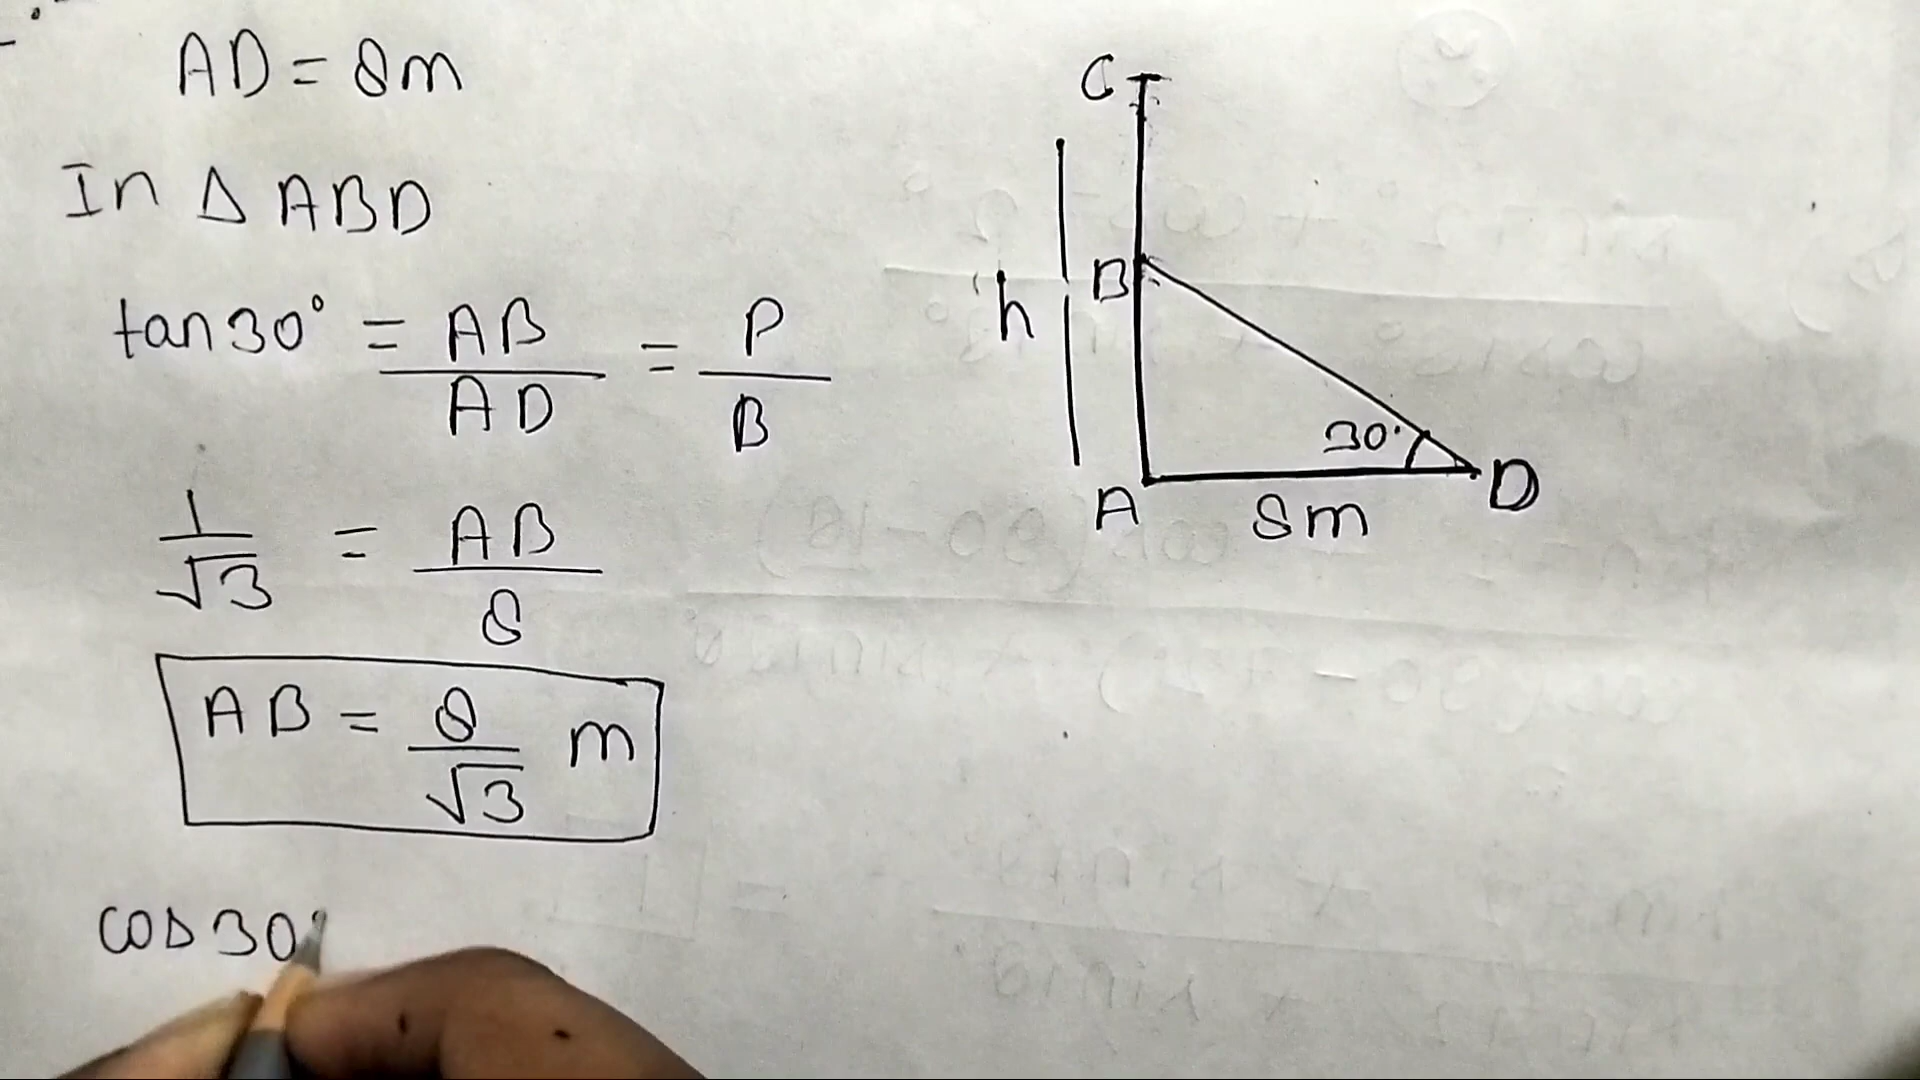 AD = 8m
In Δ ABD
tan30° = AB/AD = P/B
1/√3 = AB/8
AB = 8/√3 m
cos30°
C
h
B
30°
A
8m
D